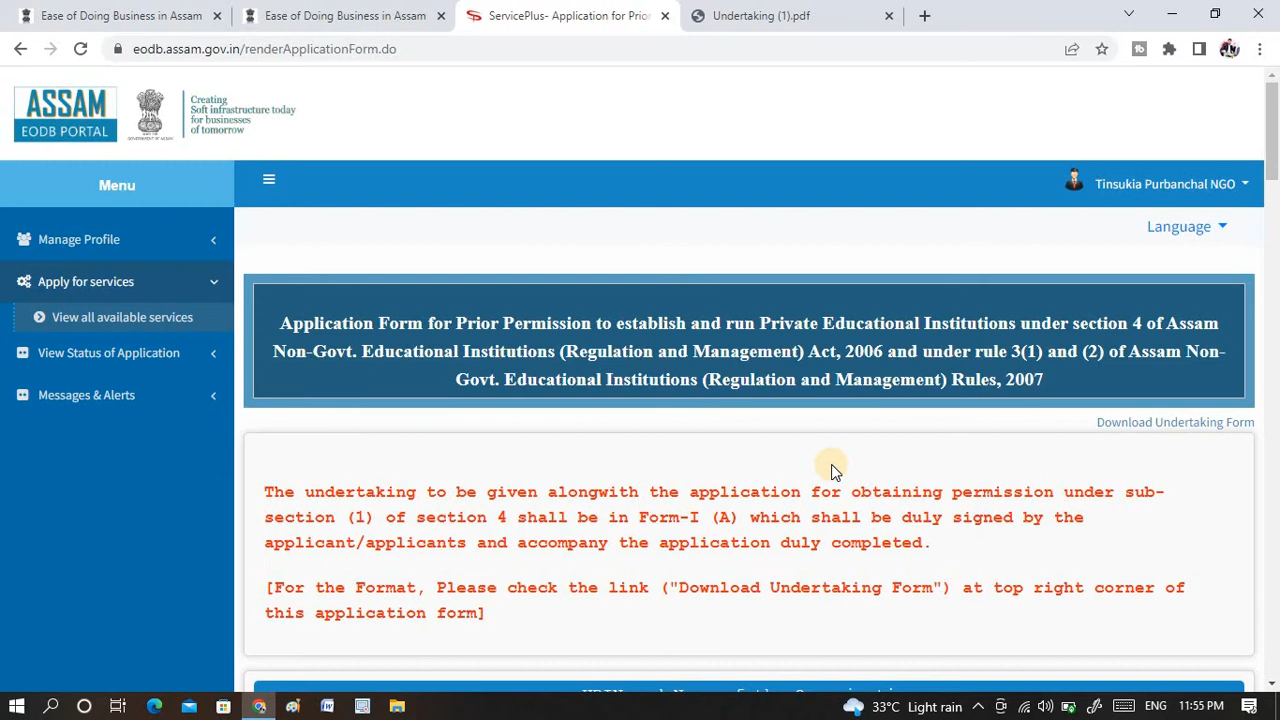 Ease of Doing Business in Assam
Ease of Doing Business in Assam
ServicePlus- Application for Prior
Undertaking (1).pdf
eodb.assam.gov.in/renderApplicationForm.do
ASSAM
EODB PORTAL
Creating
Soft infrastructure today
for businesses
of tomorrow
Menu
Tinsukia Purbanchal NGO
Language
Manage Profile
Apply for services
View all available services
View Status of Application
Messages & Alerts
Application Form for Prior Permission to establish and run Private Educational Institutions under section 4 of Assam
Non-Govt. Educational Institutions (Regulation and Management) Act, 2006 and under rule 3(1) and (2) of Assam Non-
Govt. Educational Institutions (Regulation and Management) Rules, 2007
Download Undertaking Form
The undertaking to be given alongwith the application for obtaining permission under sub-
section (1) of section 4 shall be in Form-I (A) which shall be duly signed by the
applicant/applicants and accompany the application duly completed.
[For the Format, Please check the link ("Download Undertaking Form") at top right corner of
this application form]
33°C Light rain
ENG
11:55 PM